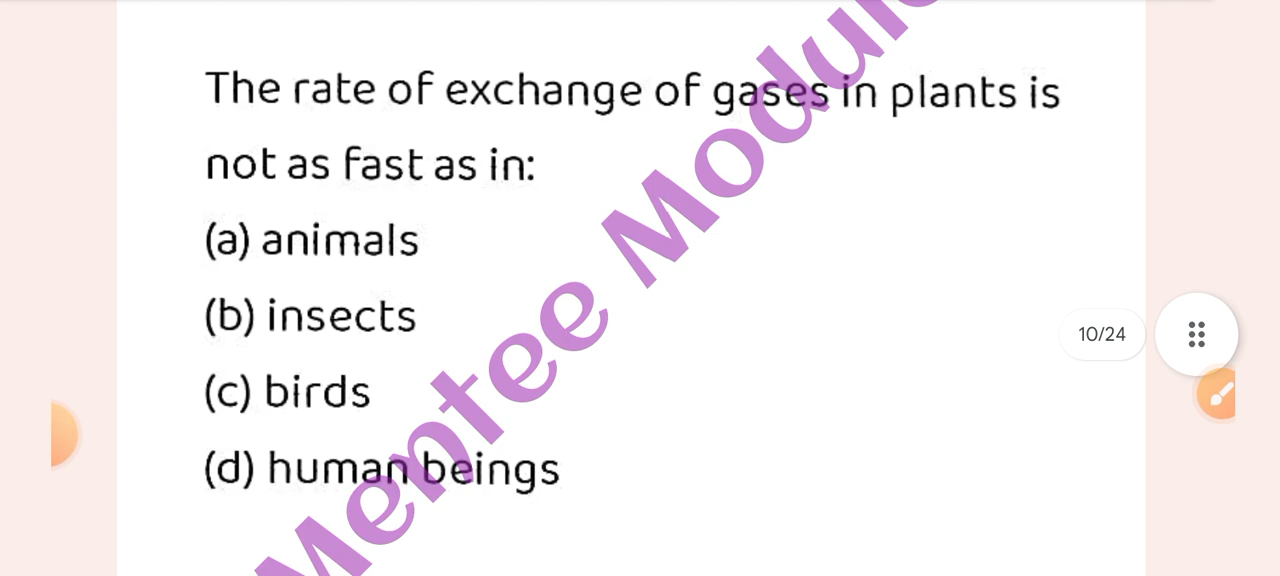 The rate of exchange of gases in plants is
not as fast as in:
(a) animals
(b) insects
(c) birds
(d) human beings
10/24
Mentee